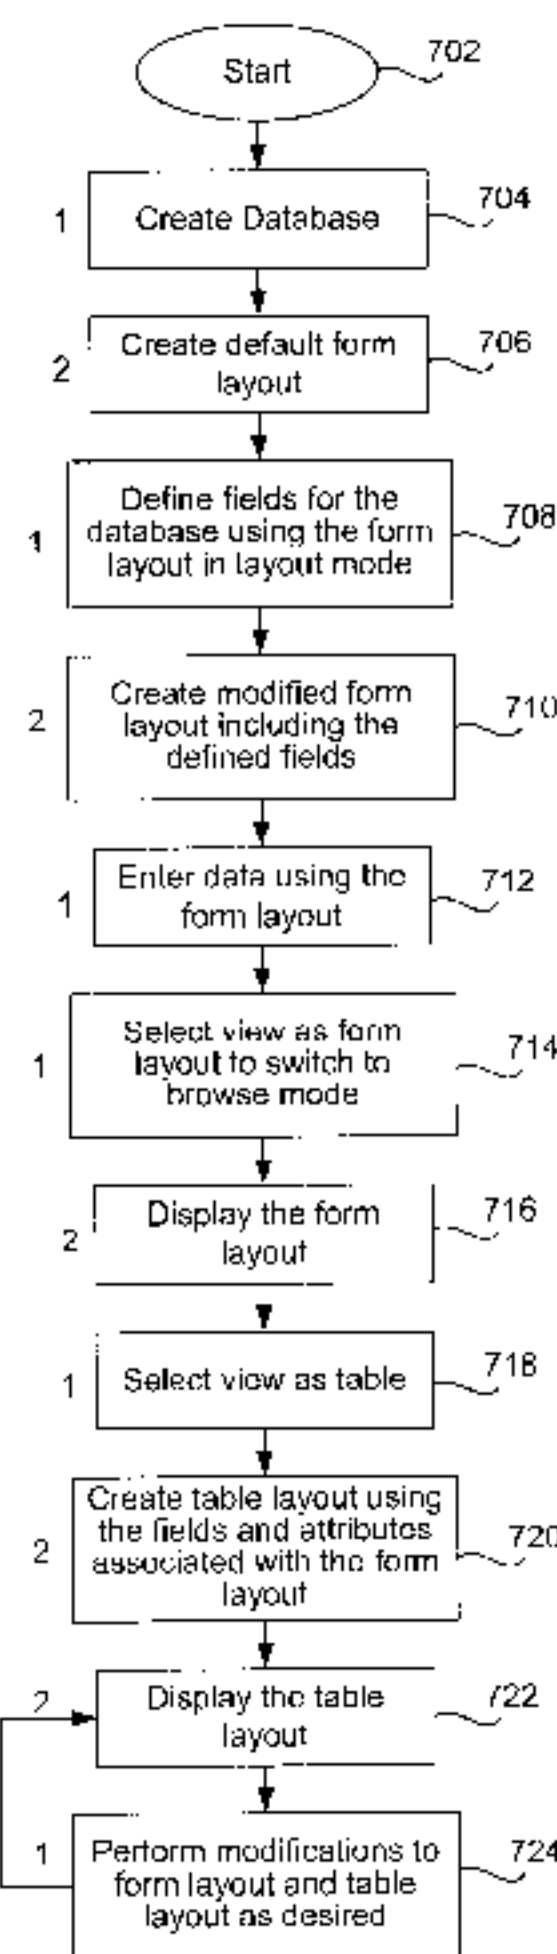 Start
702
1
Create Database
704
2
Create default form
layout
706
1
Define fields for the
database using the form
layout in layout mode
708
2
Create modified form
layout including the
defined fields
710
1
Enter data using the
form layout
712
1
Select view as form
layout to switch to
browse mode
714
2
Display the form
layout
716
1
Select view as table
718
2
Create table layout using
the fields and attributes
associated with the form
layout
720
2
Display the table
layout
722
1
Perform modifications to
form layout and table
layout as desired
724